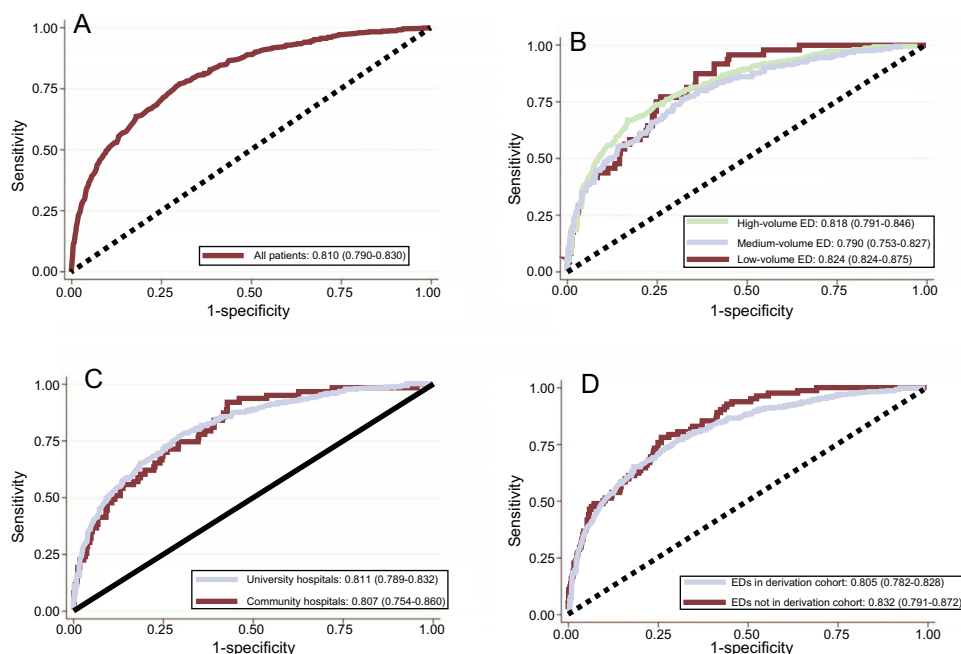 A
1.00
0.75
0.50
0.25
0.00
Sensitivity
All patients: 0.810 (0.790-0.830)
0.00 0.25 0.50 0.75 1.00
1-specificity
B
1.00
0.75
0.50
0.25
0.00
Sensitivity
High-volume ED: 0.818 (0.791-0.846)
Medium-volume ED: 0.790 (0.753-0.827)
Low-volume ED: 0.824 (0.824-0.875)
0.00 0.25 0.50 0.75 1.00
1-specificity
C
1.00
0.75
0.50
0.25
0.00
Sensitivity
University hospitals: 0.811 (0.789-0.832)
Community hospitals: 0.807 (0.754-0.860)
0.00 0.25 0.50 0.75 1.00
1-specificity
D
1.00
0.75
0.50
0.25
0.00
Sensitivity
EDs in derivation cohort: 0.805 (0.782-0.828)
EDs not in derivation cohort: 0.832 (0.791-0.872)
0.00 0.25 0.50 0.75 1.00
1-specificity